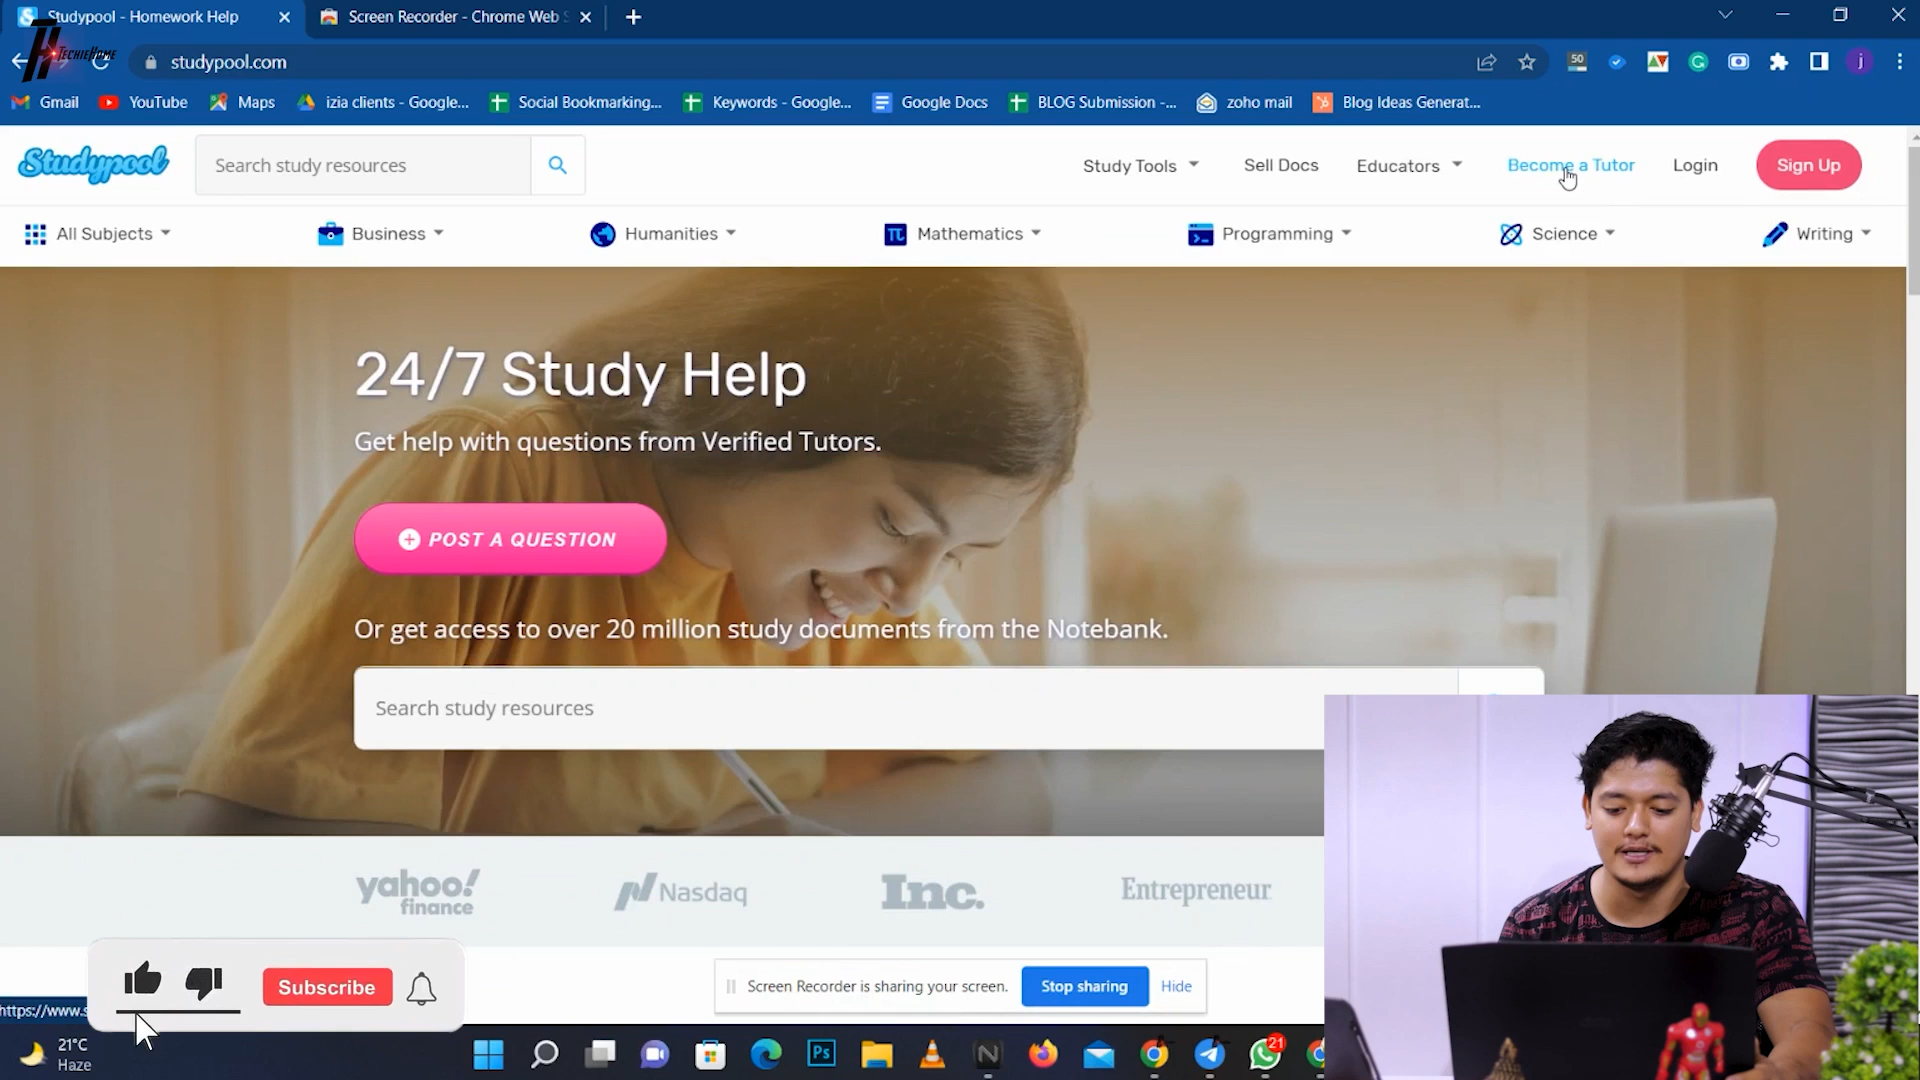 Studypool - Homework Help
Screen Recorder - Chrome Web S
TECHIEHOME
studypool.com
50
j
Gmail
YouTube
Maps
izia clients - Google...
Social Bookmarking...
Keywords - Google...
Google Docs
BLOG Submission -...
zoho mail
Blog Ideas Generat...
Studypool
Search study resources
Study Tools
Sell Docs
Educators
Become a Tutor
Login
Sign Up
All Subjects
Business
Humanities
Mathematics
Programming
Science
Writing
24/7 Study Help
Get help with questions from Verified Tutors.
POST A QUESTION
Or get access to over 20 million study documents from the Notebank.
Search study resources
yahoo!
finance
Nasdaq
Inc.
Entrepreneur
Subscribe
Screen Recorder is sharing your screen.
Stop sharing
Hide
https://www.s
21°C
Haze
Ps
N
21